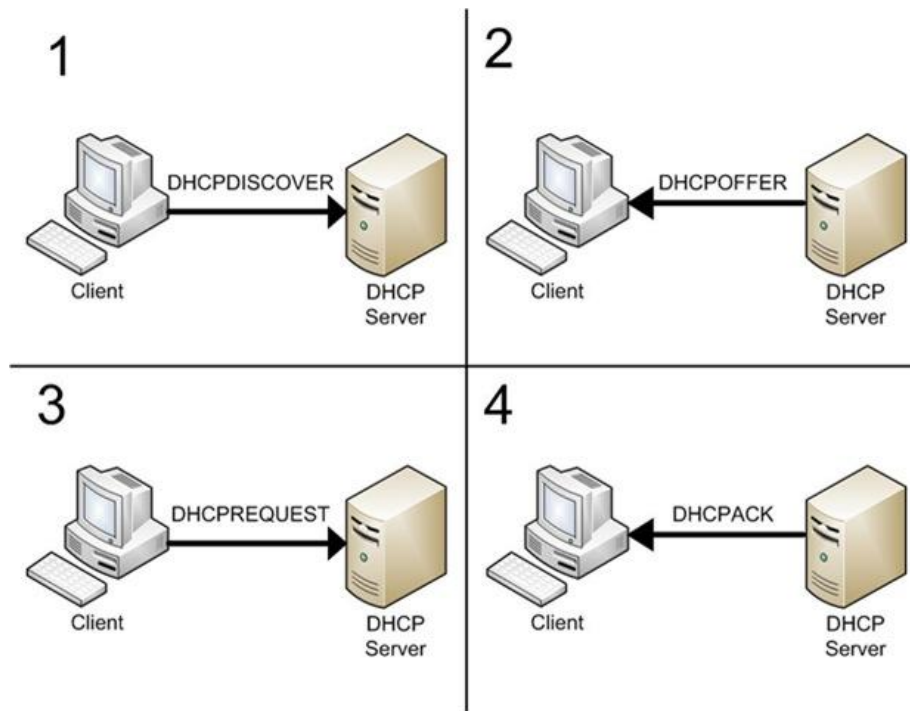 1
DHCPDISCOVER
Client
DHCP
Server
2
DHCPOFFER
Client
DHCP
Server
3
DHCPREQUEST
Client
DHCP
Server
4
DHCPACK
Client
DHCP
Server